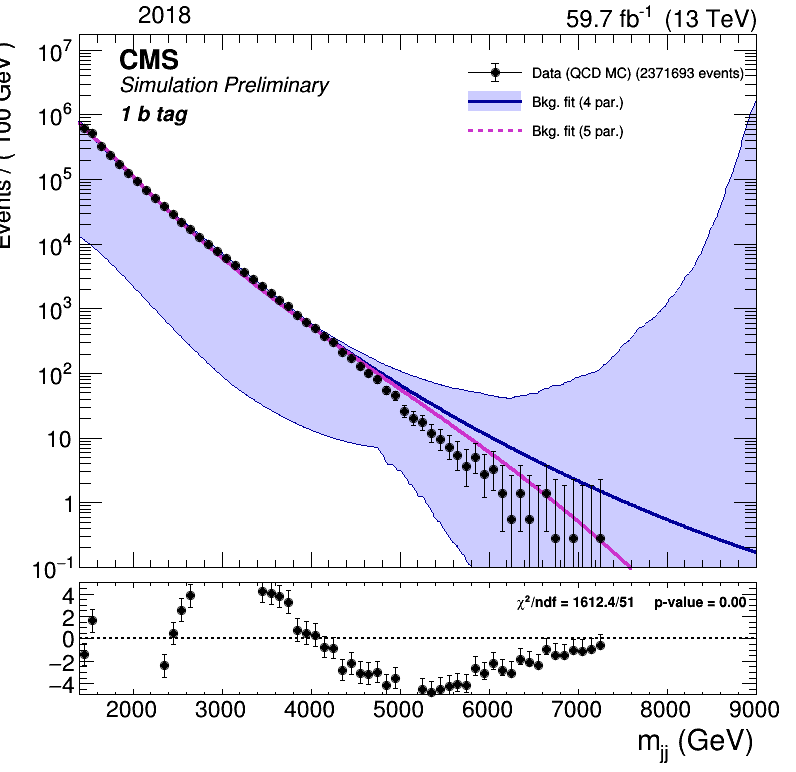 2018
59.7 fb⁻¹ (13 TeV)
CMS
Simulation Preliminary
1 b tag
Data (QCD MC) (2371693 events)
Bkg. fit (4 par.)
Bkg. fit (5 par.)
Events / ( 100 GeV )
10⁷
10⁶
10⁵
10⁴
10³
10²
10
1
10⁻¹
χ²/ndf = 1612.4/51 p-value = 0.00
4
2
0
−2
−4
2000 3000 4000 5000 6000 7000 8000 9000
m_jj (GeV)